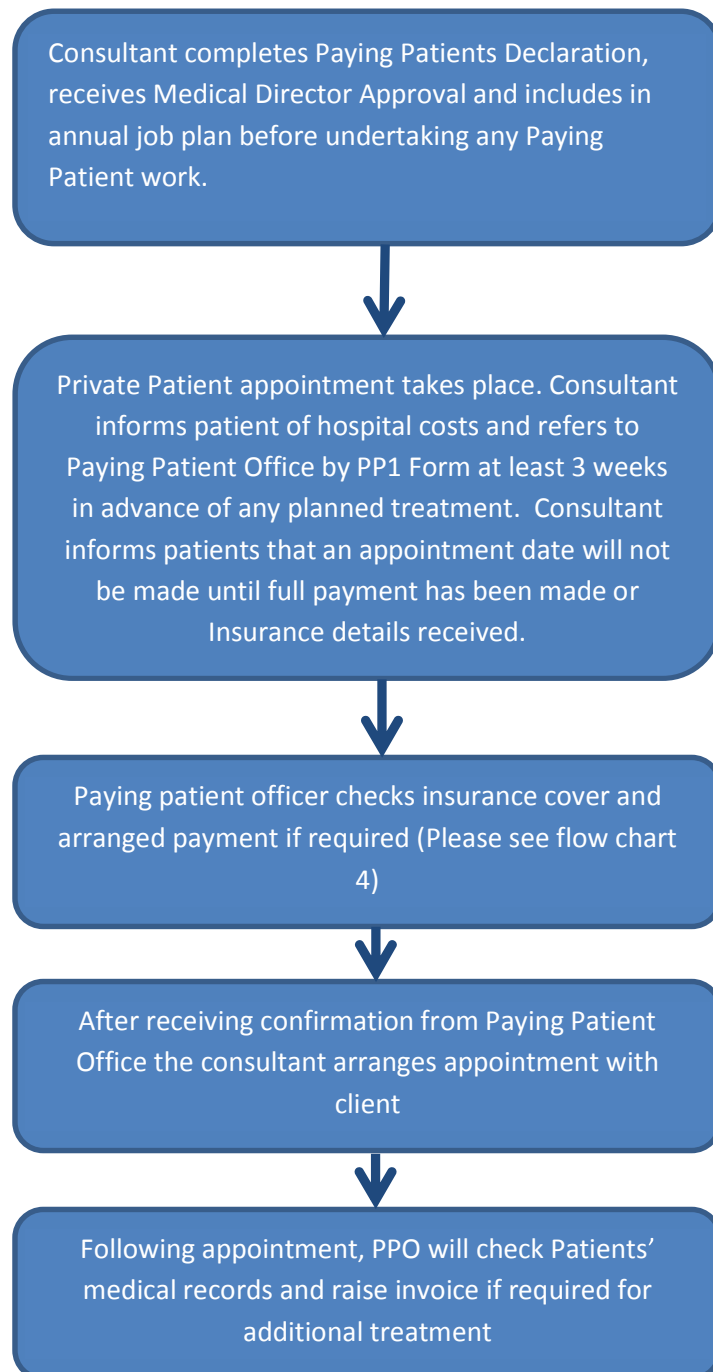 Consultant completes Paying Patients Declaration,
receives Medical Director Approval and includes in
annual job plan before undertaking any Paying
Patient work.
Private Patient appointment takes place. Consultant
informs patient of hospital costs and refers to
Paying Patient Office by PP1 Form at least 3 weeks
in advance of any planned treatment.  Consultant
informs patients that an appointment date will not
be made until full payment has been made or
Insurance details received.
Paying patient officer checks insurance cover and
arranged payment if required (Please see flow chart
4)
After receiving confirmation from Paying Patient
Office the consultant arranges appointment with
client
Following appointment, PPO will check Patients’
medical records and raise invoice if required for
additional treatment